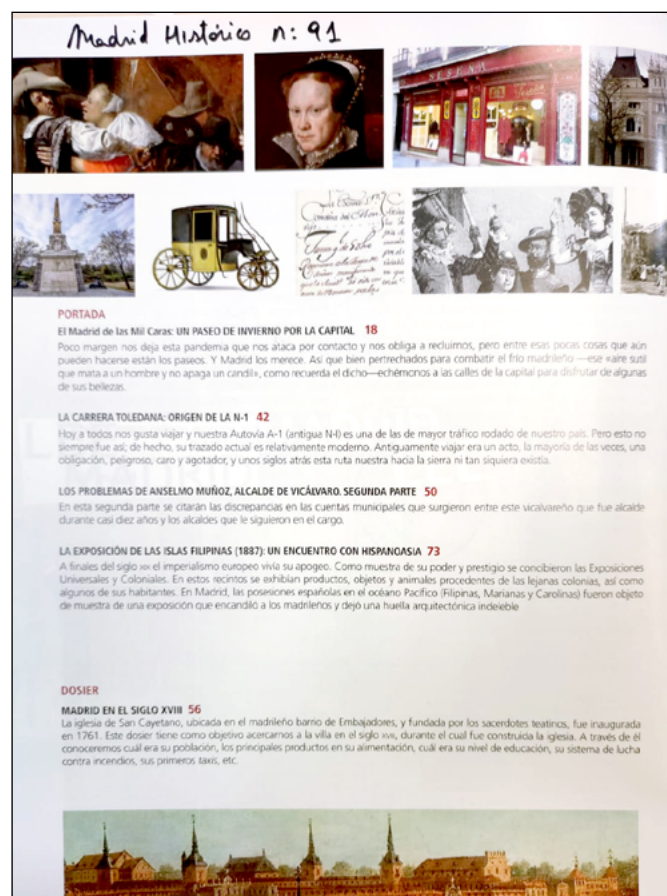 Madrid Histórico n: 91
SESEÑA
PORTADA
El Madrid de las Mil Caras: UN PASEO DE INVIERNO POR LA CAPITAL 18
Poco margen nos deja esta pandemia que nos ataca por contacto y nos obliga a recluirnos, pero entre esas pocas cosas que aún
pueden hacerse están los paseos. Y Madrid los merece. Así que bien pertrechados para combatir el frío madrileño —ese «aire sutil
que mata a un hombre y no apaga un candil», como recuerda el dicho—echémonos a las calles de la capital para disfrutar de algunas
de sus bellezas.
LA CARRERA TOLEDANA: ORIGEN DE LA N-1 42
Hoy a todos nos gusta viajar y nuestra Autovía A-1 (antigua N-I) es una de las de mayor tráfico rodado de nuestro país. Pero esto no
siempre fue así, de hecho, su trazado actual es relativamente moderno. Antiguamente viajar era un acto, la mayoría de las veces, una
obligación, peligroso, caro y agotador, y unos siglos atrás esta ruta nuestra hacia la sierra ni tan siquiera existía.
LOS PROBLEMAS DE ANSELMO MUÑOZ, ALCALDE DE VICÁLVARO. SEGUNDA PARTE 50
En esta segunda parte se citarán las discrepancias en las cuentas municipales que surgieron entre este vicalvareño que fue alcalde
durante casi diez años y los alcaldes que le siguieron en el cargo.
LA EXPOSICIÓN DE LAS ISLAS FILIPINAS (1887): UN ENCUENTRO CON HISPANOASIA 73
A finales del siglo XIX el imperialismo europeo vivía su apogeo. Como muestra de su poder y prestigio se concibieron las Exposiciones
Universales y Coloniales. En estos recintos se exhibían productos, objetos y animales procedentes de las lejanas colonias, así como
algunos de sus habitantes. En Madrid, las posesiones españolas en el océano Pacífico (Filipinas, Marianas y Carolinas) fueron objeto
de muestra de una exposición que encandiló a los madrileños y dejó una huella arquitectónica indeleble
DOSIER
MADRID EN EL SIGLO XVIII 56
La iglesia de San Cayetano, ubicada en el madrileño barrio de Embajadores, y fundada por los sacerdotes teatinos, fue inaugurada
en 1761. Este dosier tiene como objetivo acercarnos a la villa en el siglo XVIII, durante el cual fue construida la iglesia. A través de él
conoceremos cuál era su población, los principales productos en su alimentación, cuál era su nivel de educación, su sistema de lucha
contra incendios, sus primeros taxis, etc.